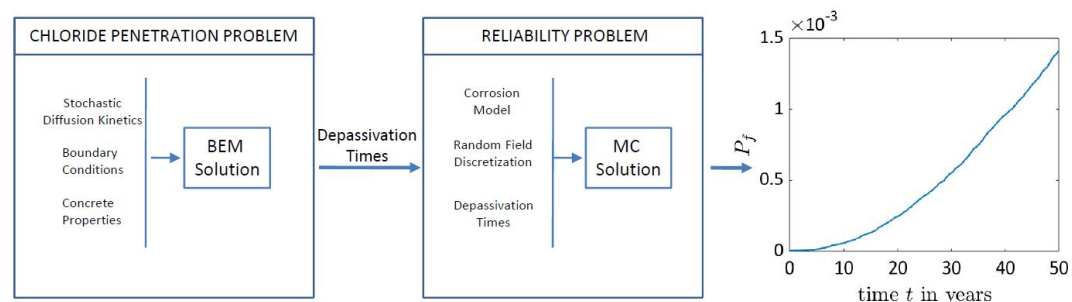 CHLORIDE PENETRATION PROBLEM
Stochastic
Diffusion Kinetics
Boundary
Conditions
Concrete
Properties
BEM
Solution
Depassivation
Times
RELIABILITY PROBLEM
Corrosion
Model
Random Field
Discretization
Depassivation
Times
MC
Solution
×10⁻³
1.5
1
0.5
0
P_f
0 10 20 30 40 50
time t in years